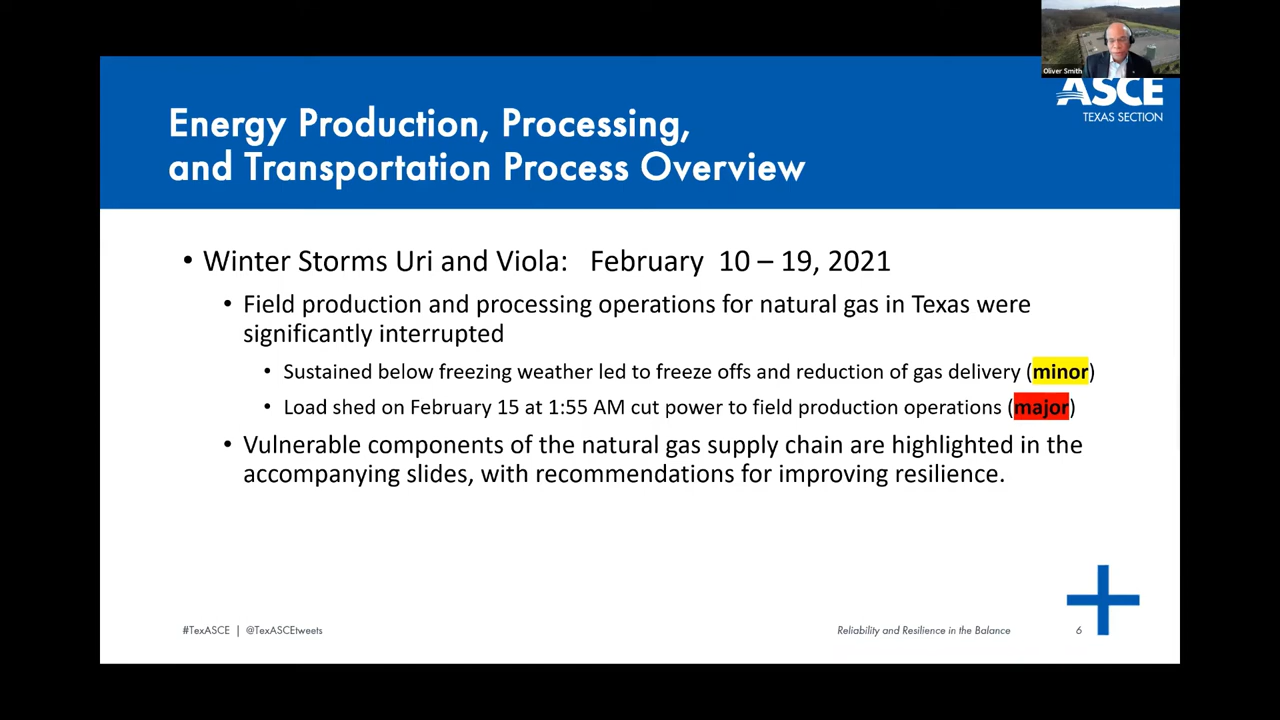 Oliver Smith
ASCE
TEXAS SECTION
Energy Production, Processing,
and Transportation Process Overview
• Winter Storms Uri and Viola: February 10 – 19, 2021
• Field production and processing operations for natural gas in Texas were
significantly interrupted
• Sustained below freezing weather led to freeze offs and reduction of gas delivery (minor)
• Load shed on February 15 at 1:55 AM cut power to field production operations (major)
• Vulnerable components of the natural gas supply chain are highlighted in the
accompanying slides, with recommendations for improving resilience.
#TexASCE | @TexASCEtweets
Reliability and Resilience in the Balance
6